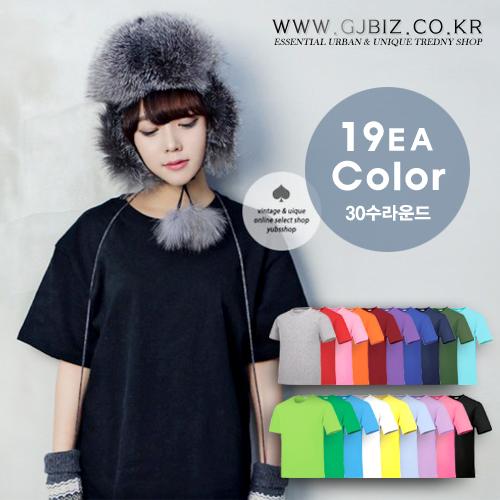 WWW.GJBIZ.CO.KR
ESSENTIAL URBAN & UNIQUE TREDNY SHOP
19EA
Color
30수라운드
vintage & uique
online select shop
yubsshop